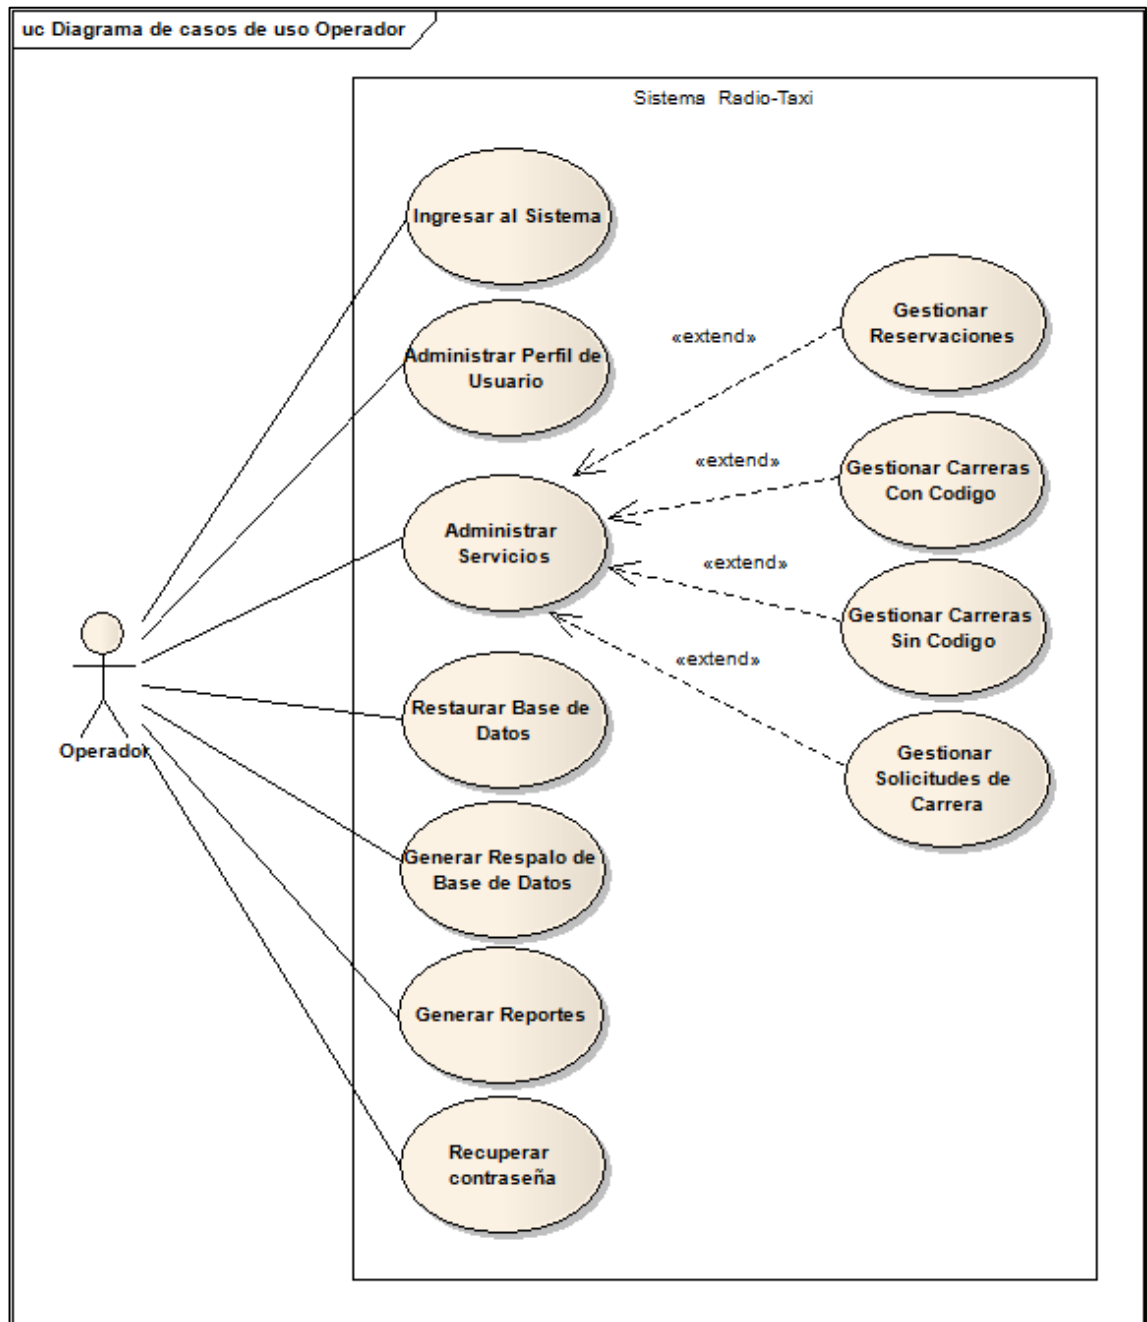 uc Diagrama de casos de uso Operador
Sistema Radio-Taxi
Ingresar al Sistema
Administrar Perfil de
Usuario
Administrar
Servicios
Restaurar Base de
Datos
Generar Respalo de
Base de Datos
Generar Reportes
Recuperar
contraseña
Operador
«extend»
«extend»
«extend»
«extend»
Gestionar
Reservaciones
Gestionar Carreras
Con Codigo
Gestionar Carreras
Sin Codigo
Gestionar
Solicitudes de
Carrera